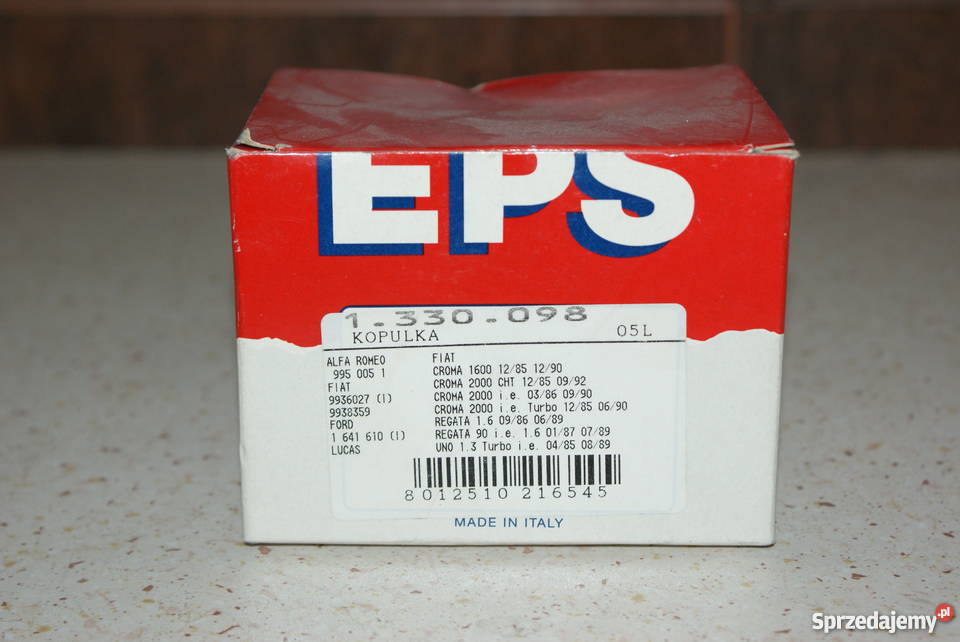 EPS
1.330.098
KOPULKA 05L
ALFA ROMEO
995 005 1
FIAT
9936027 (I)
9938359
FORD
1 641 610 (I)
LUCAS
FIAT
CROMA 1600 12/85 12/90
CROMA 2000 CHT 12/85 09/92
CROMA 2000 i.e. 03/86 09/90
CROMA 2000 i.e. Turbo 12/85 06/90
REGATA 1.6 09/86 06/89
REGATA 90 i.e. 1.6 01/87 07/89
UNO 1.3 Turbo i.e. 04/85 08/89
8 012510 216545
MADE IN ITALY
Sprzedajemy.pl